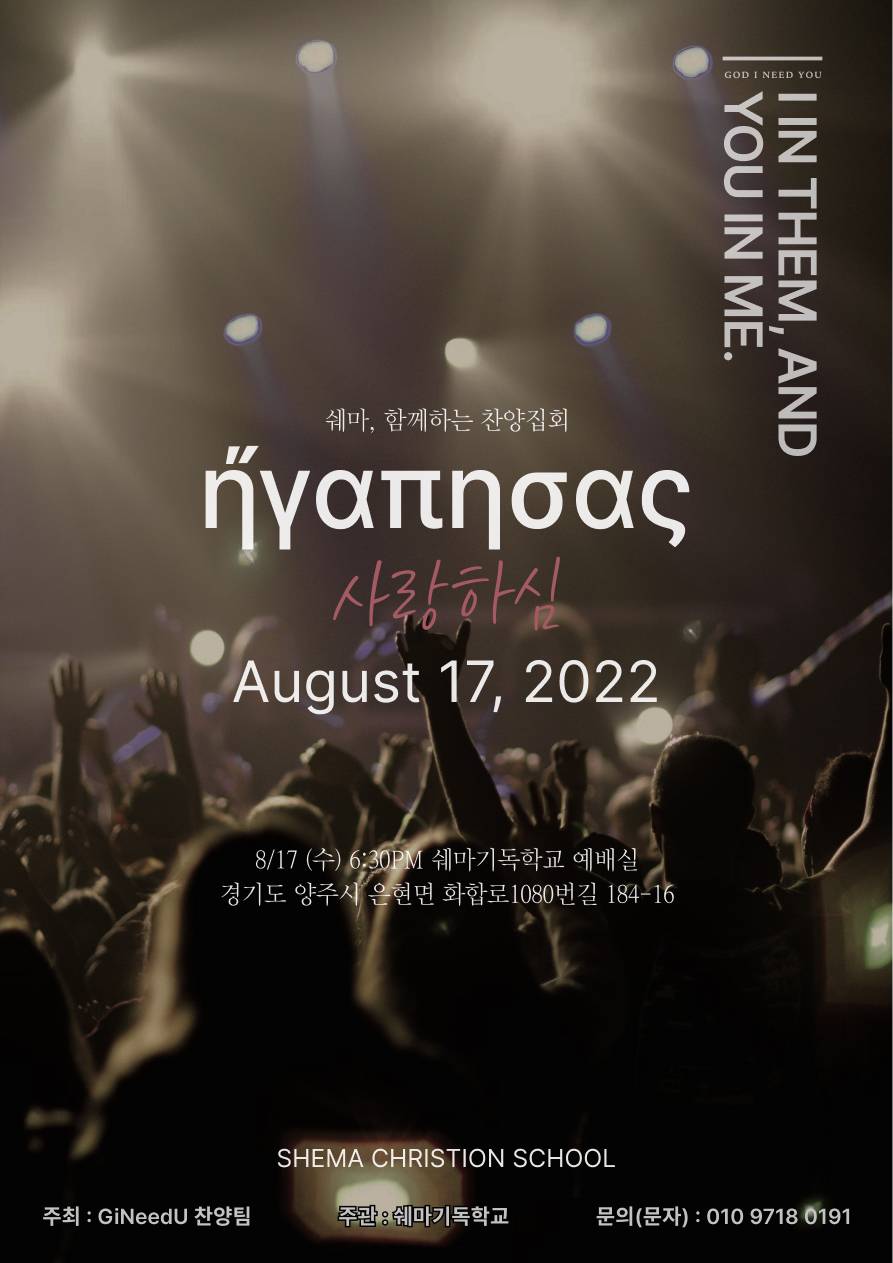 GOD I NEED YOU
I IN THEM, AND
YOU IN ME.
쉐마, 함께하는 찬양집회
ἥγαπησας
사랑하심
August 17, 2022
8/17 (수) 6:30PM 쉐마기독학교 예배실
경기도 양주시 은현면 화합로1080번길 184-16
SHEMA CHRISTION SCHOOL
주최 : GiNeedU 찬양팀
주관 : 쉐마기독학교
문의(문자) : 010 9718 0191